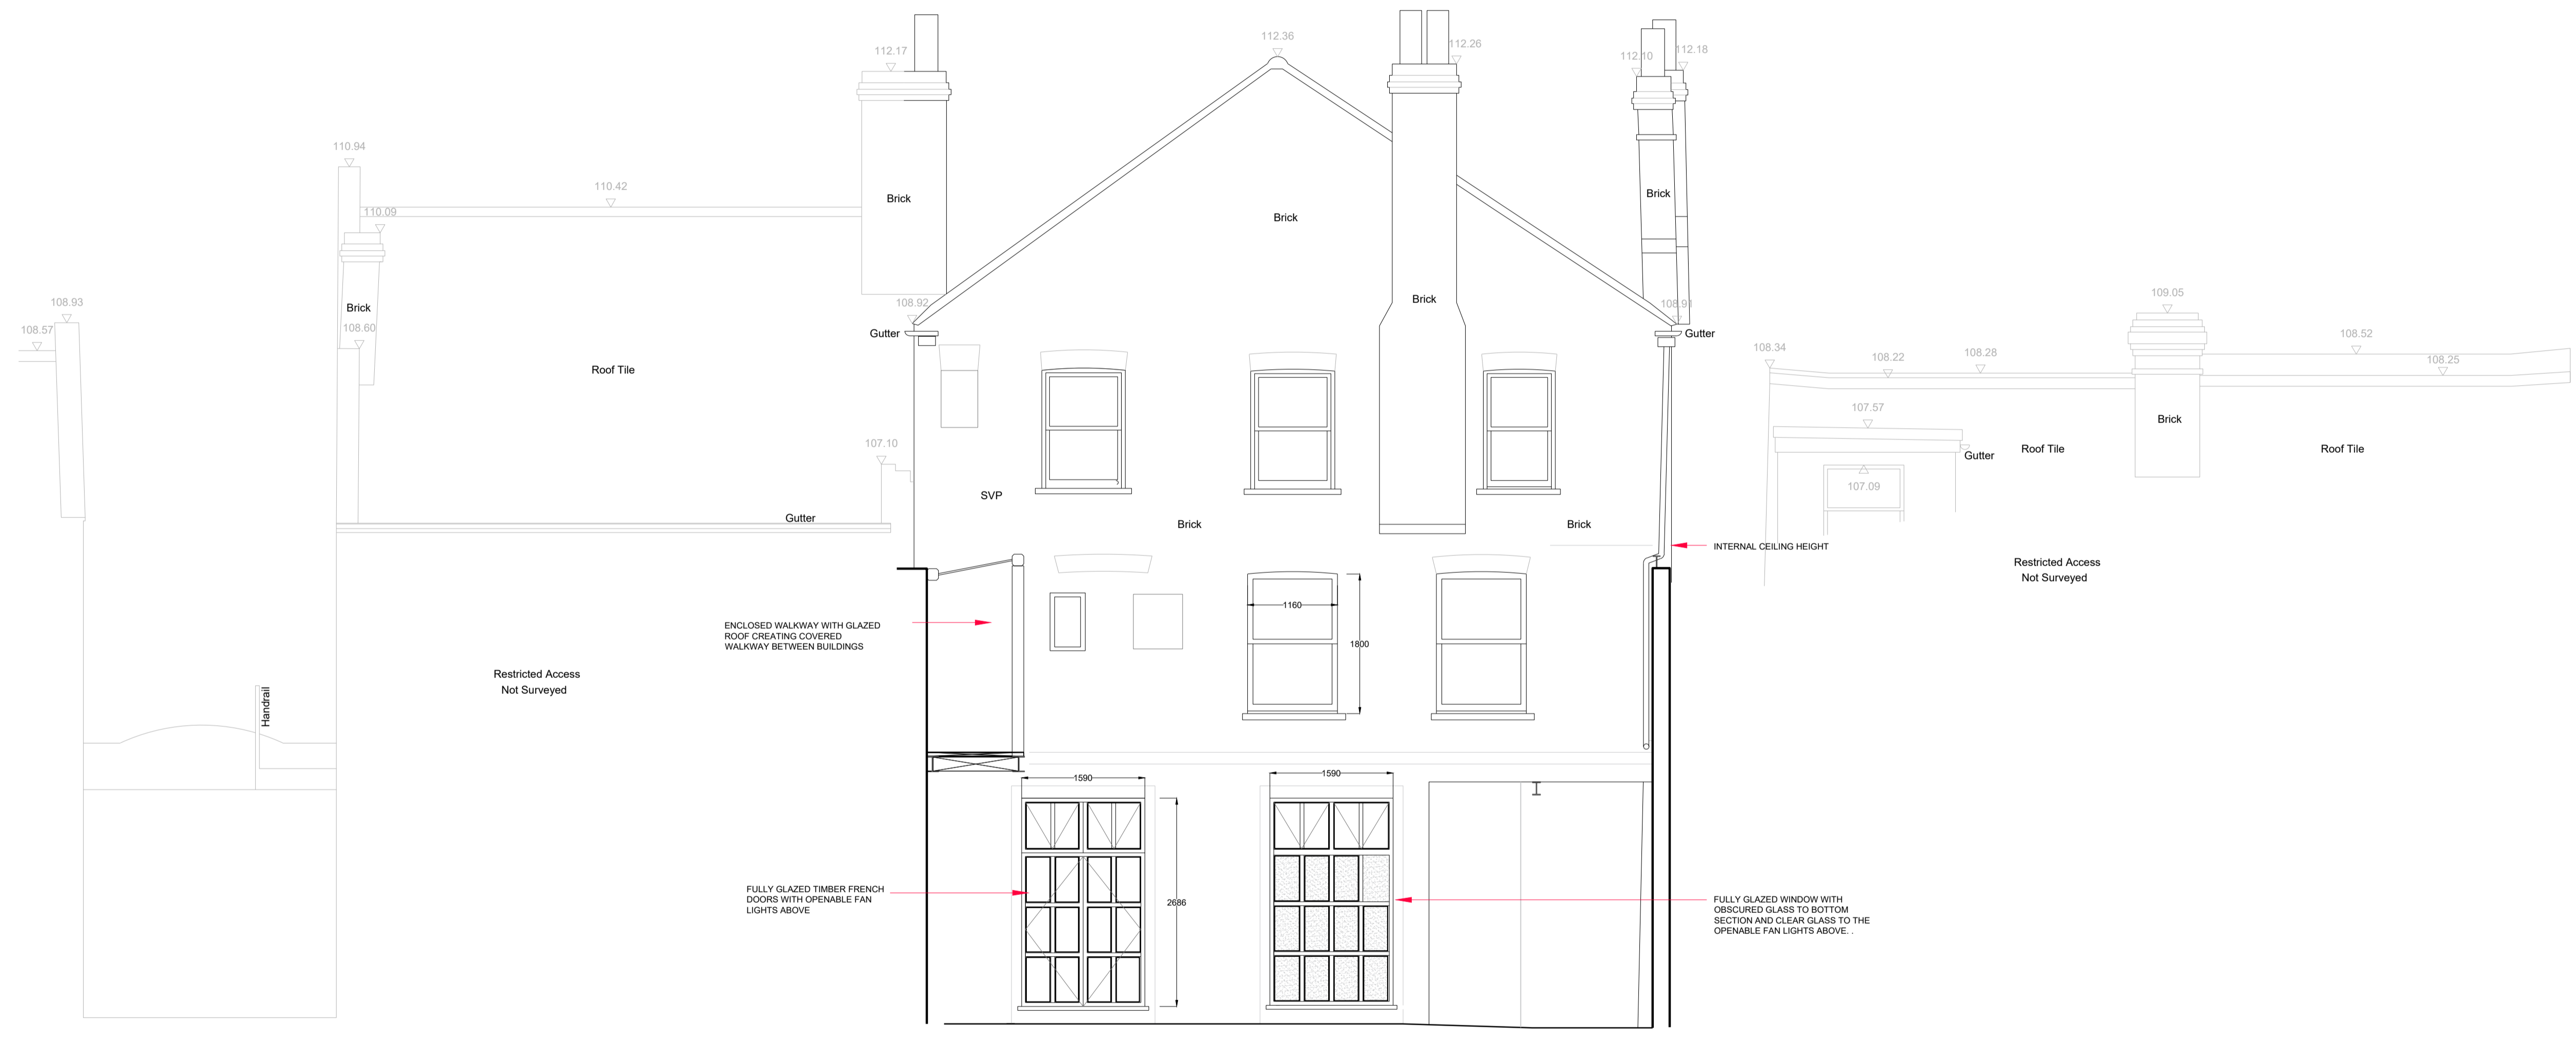 112.36
112.17
112.26
112.10
112.18
110.94
110.42
110.09
Brick
Brick
Brick
108.93
108.57
Brick
108.60
108.92
Gutter
Brick
108.91
Gutter
109.05
108.52
108.34
108.22
108.28
108.25
Roof Tile
107.57
Brick
107.10
Gutter
Roof Tile
Roof Tile
107.09
SVP
Gutter
Brick
Brick
INTERNAL CEILING HEIGHT
Restricted Access
Not Surveyed
1160
1800
ENCLOSED WALKWAY WITH GLAZED
ROOF CREATING COVERED
WALKWAY BETWEEN BUILDINGS
Restricted Access
Not Surveyed
Handrail
1590
1590
2686
FULLY GLAZED TIMBER FRENCH
DOORS WITH OPENABLE FAN
LIGHTS ABOVE
FULLY GLAZED WINDOW WITH
OBSCURED GLASS TO BOTTOM
SECTION AND CLEAR GLASS TO THE
OPENABLE FAN LIGHTS ABOVE. .